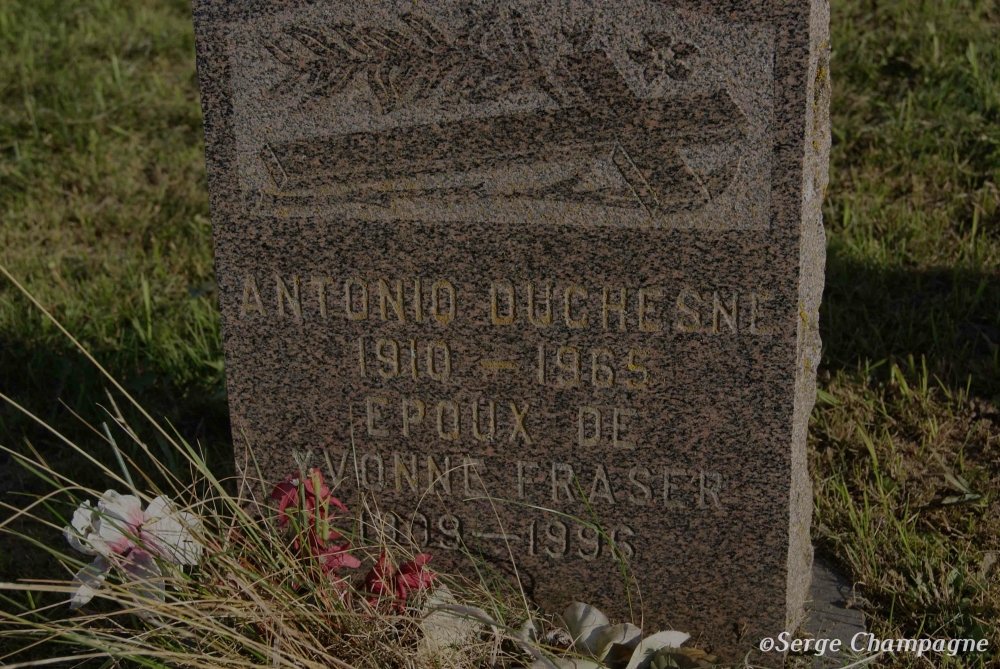 ANTONIO DUCHESNE
1910 - 1965
EPOUX DE
YVONNE FRASER
1909 - 1996
©Serge Champagne